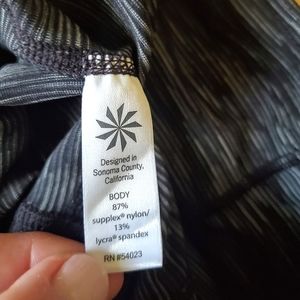 Designed in
Sonoma County,
California
BODY
87%
supplex® nylon/
13%
lycra® spandex
RN #54023